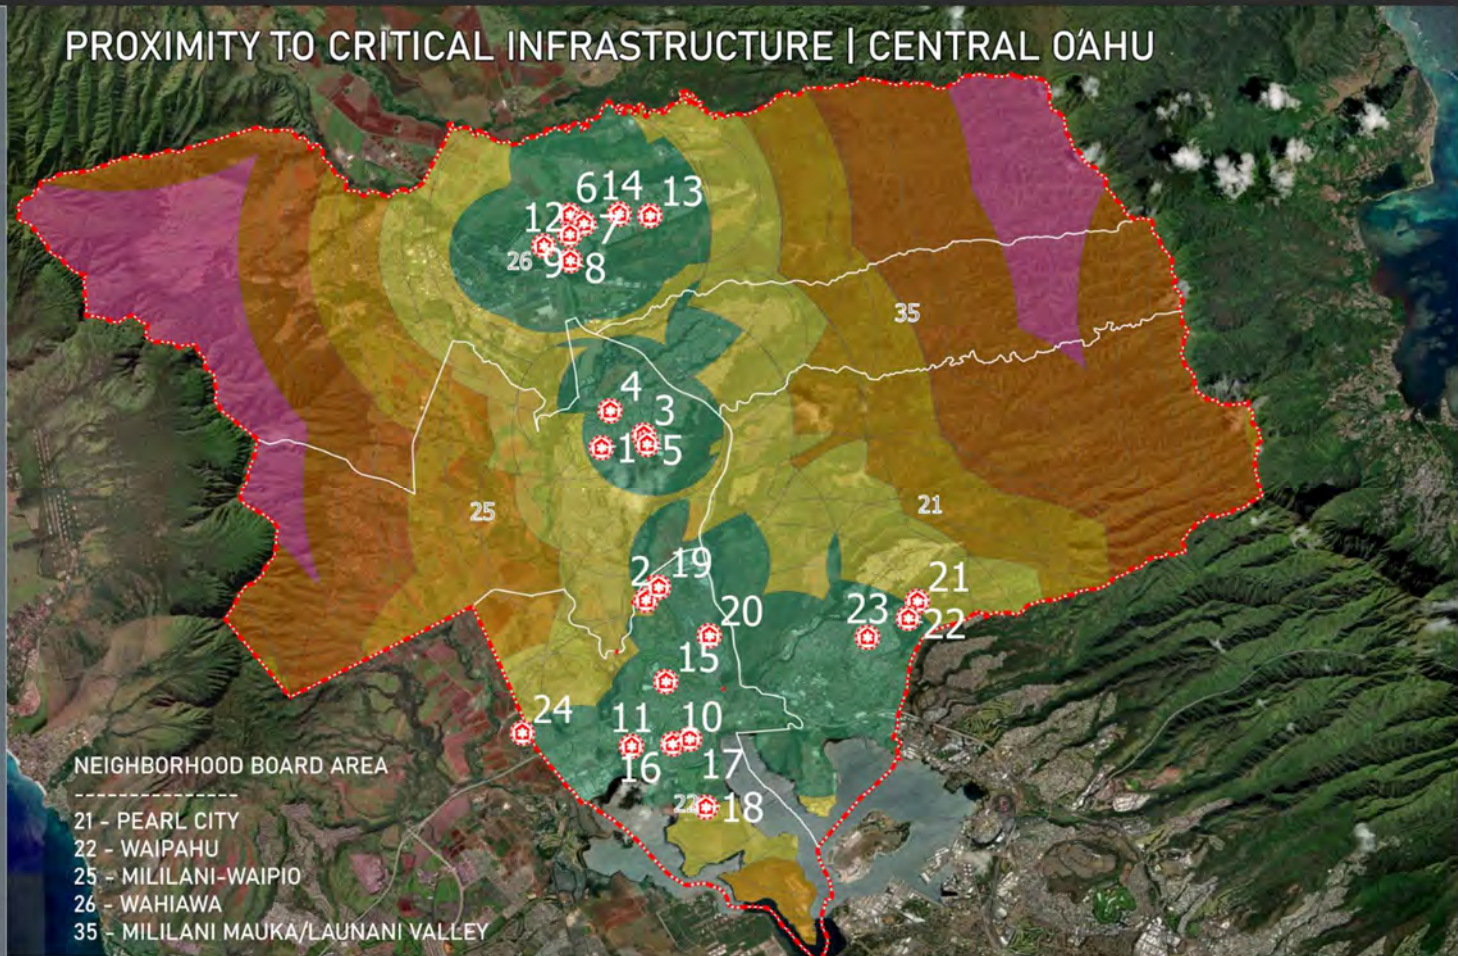 PROXIMITY TO CRITICAL INFRASTRUCTURE | CENTRAL O'AHU
6 14 13
12 7
26 9 8
35
4
3
1 5
25
21
2 19
21
20 23 22
15
24
11 10
16 17
22 18
NEIGHBORHOOD BOARD AREA
---------------
21 - PEARL CITY
22 - WAIPAHU
25 - MILILANI-WAIPIO
26 - WAHIAWA
35 - MILILANI MAUKA/LAUNANI VALLEY